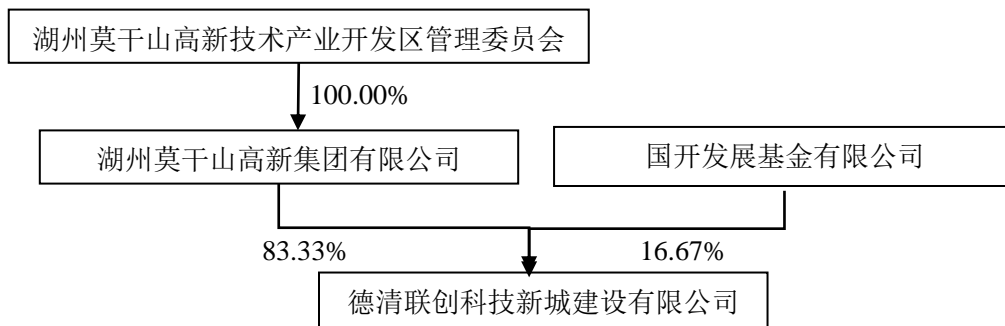 湖州莫干山高新技术产业开发区管理委员会
100.00%
湖州莫干山高新集团有限公司
国开发展基金有限公司
83.33%
16.67%
德清联创科技新城建设有限公司